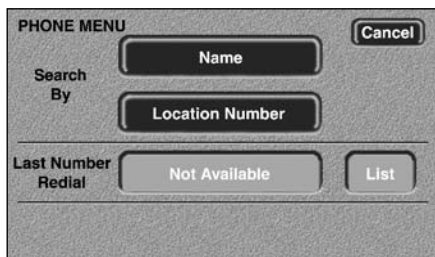 PHONE MENU
Cancel
Search
By
Name
Location Number
Last Number
Redial
Not Available
List